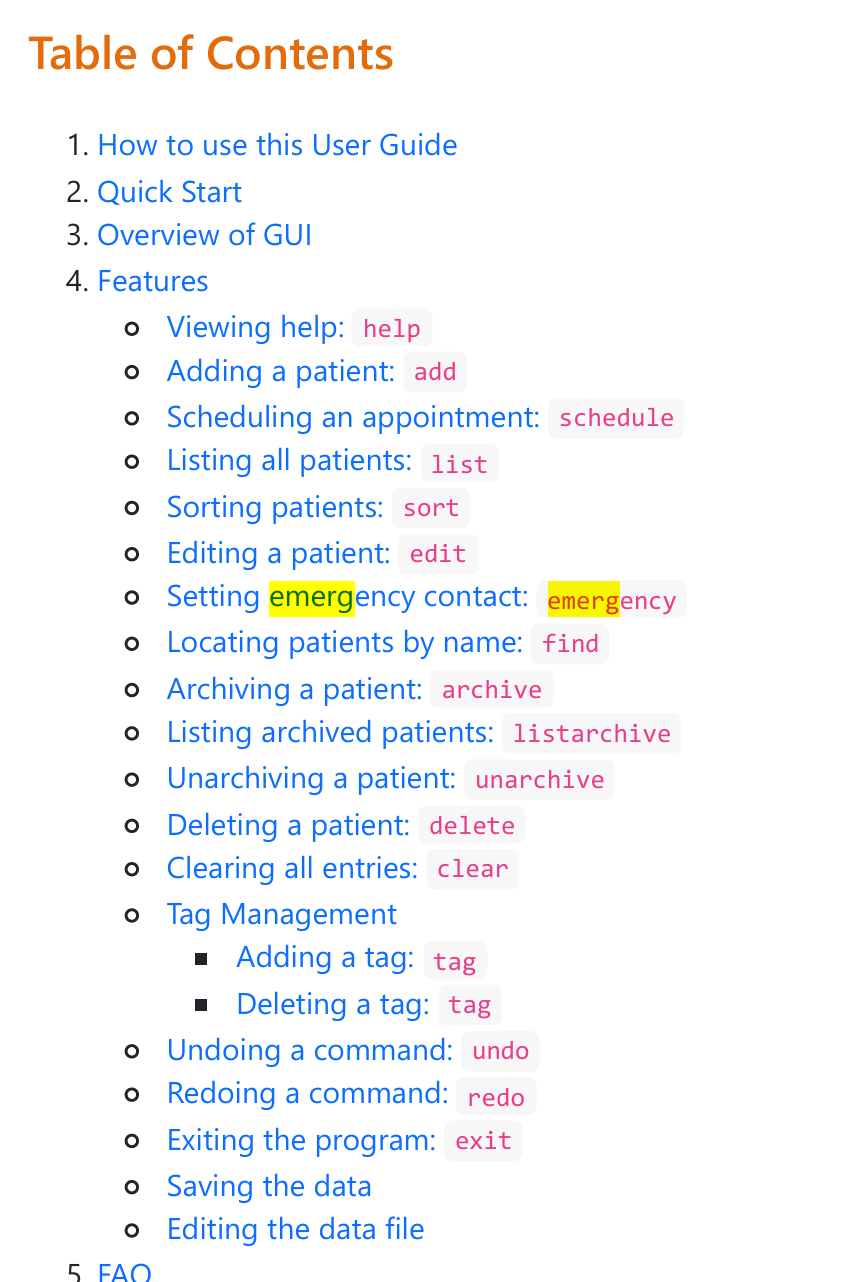 Table of Contents
1. How to use this User Guide
2. Quick Start
3. Overview of GUI
4. Features
Viewing help: help
Adding a patient: add
Scheduling an appointment: schedule
Listing all patients: list
Sorting patients: sort
Editing a patient: edit
Setting emergency contact: emergency
Locating patients by name: find
Archiving a patient: archive
Listing archived patients: listarchive
Unarchiving a patient: unarchive
Deleting a patient: delete
Clearing all entries: clear
Tag Management
Adding a tag: tag
Deleting a tag: tag
Undoing a command: undo
Redoing a command: redo
Exiting the program: exit
Saving the data
Editing the data file
5. FAQ